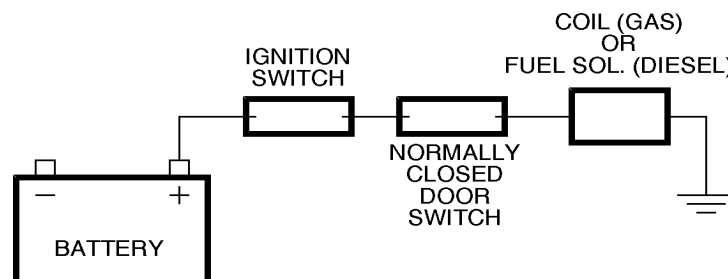 COIL (GAS)
OR
FUEL SOL. (DIESEL)
IGNITION
SWITCH
NORMALLY
CLOSED
DOOR
SWITCH
− +
BATTERY